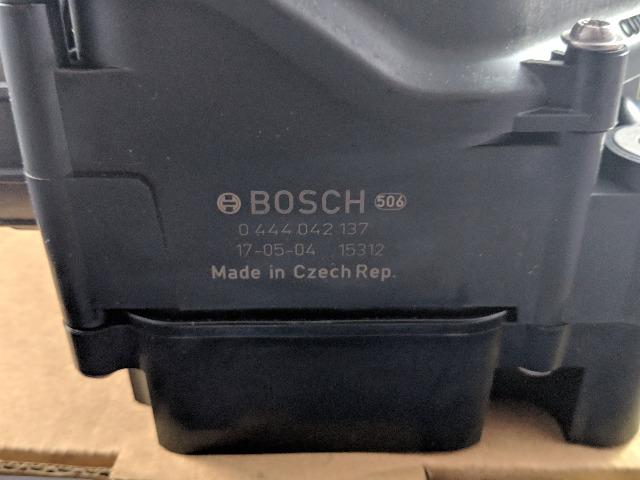 BOSCH 506
0 444 042 137
17-05-04 15312
Made in Czech Rep.